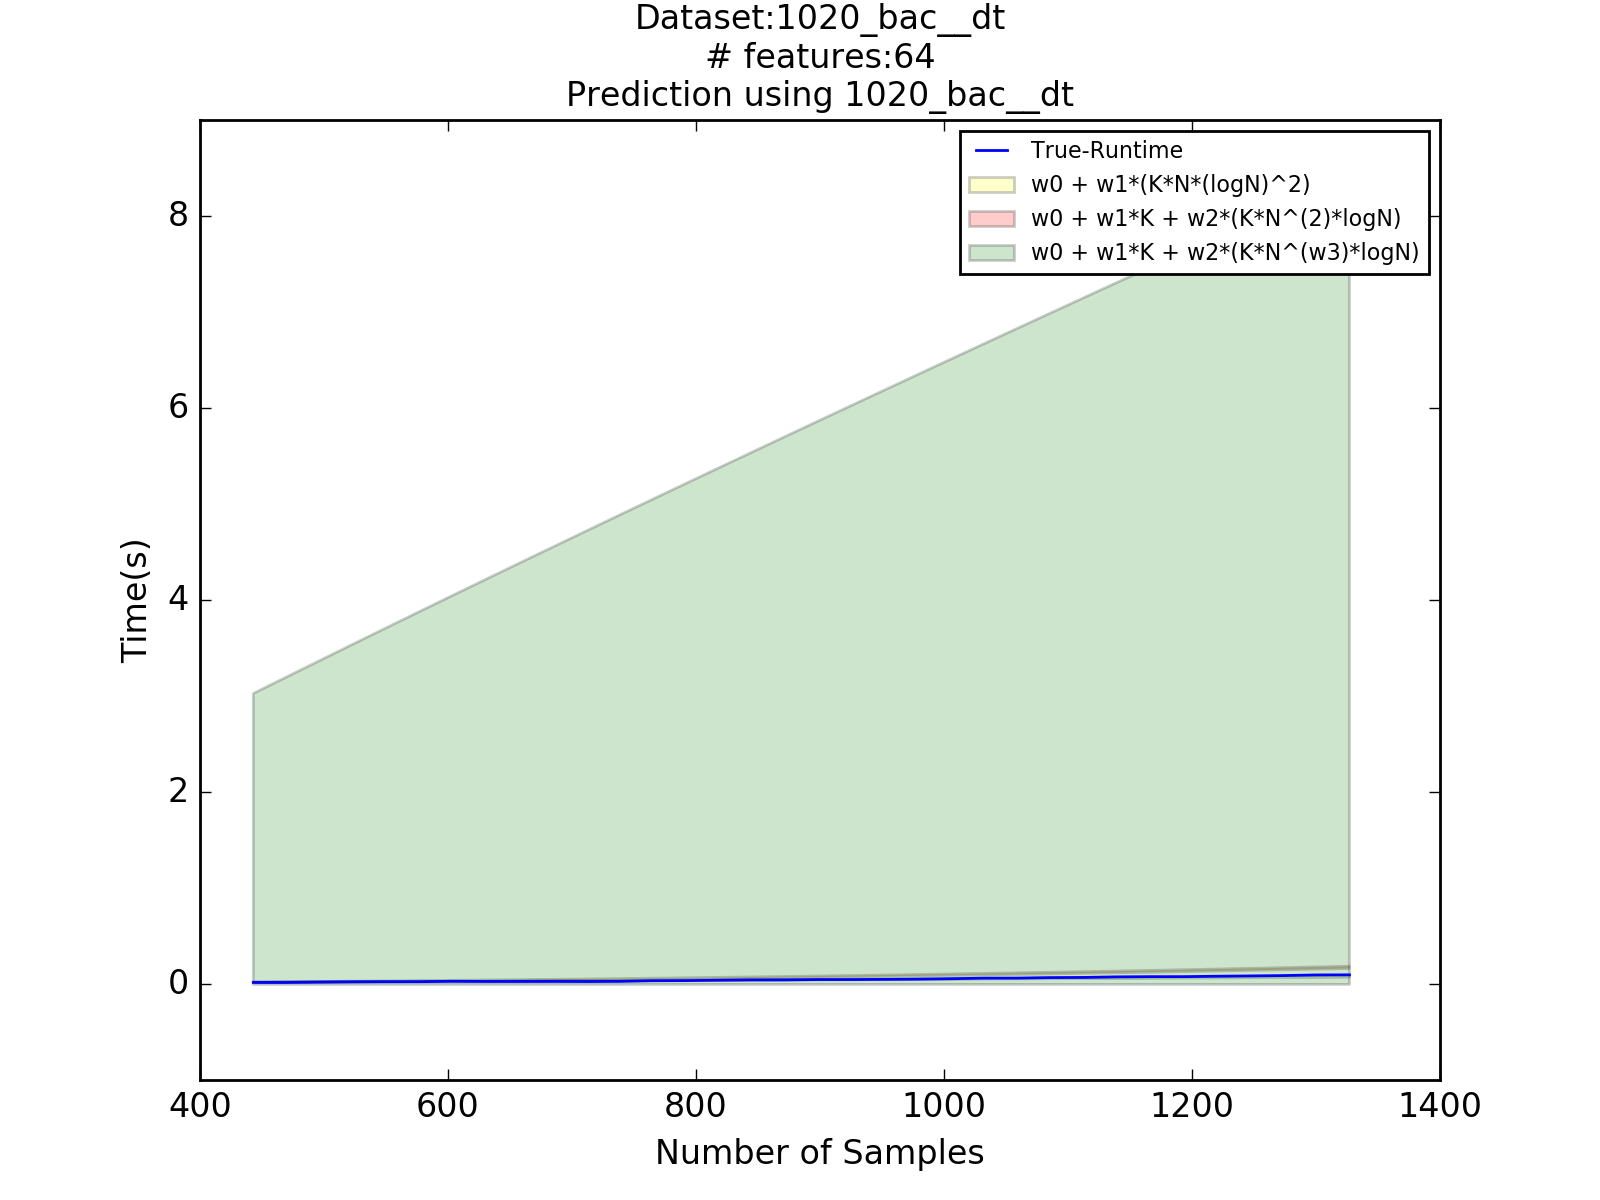 Dataset:1020_bac__dt
# features:64
Prediction using 1020_bac__dt
True-Runtime
w0 + w1*(K*N*(logN)^2)
w0 + w1*K + w2*(K*N^(2)*logN)
w0 + w1*K + w2*(K*N^(w3)*logN)
8
6
4
2
0
Time(s)
400 600 800 1000 1200 1400
Number of Samples